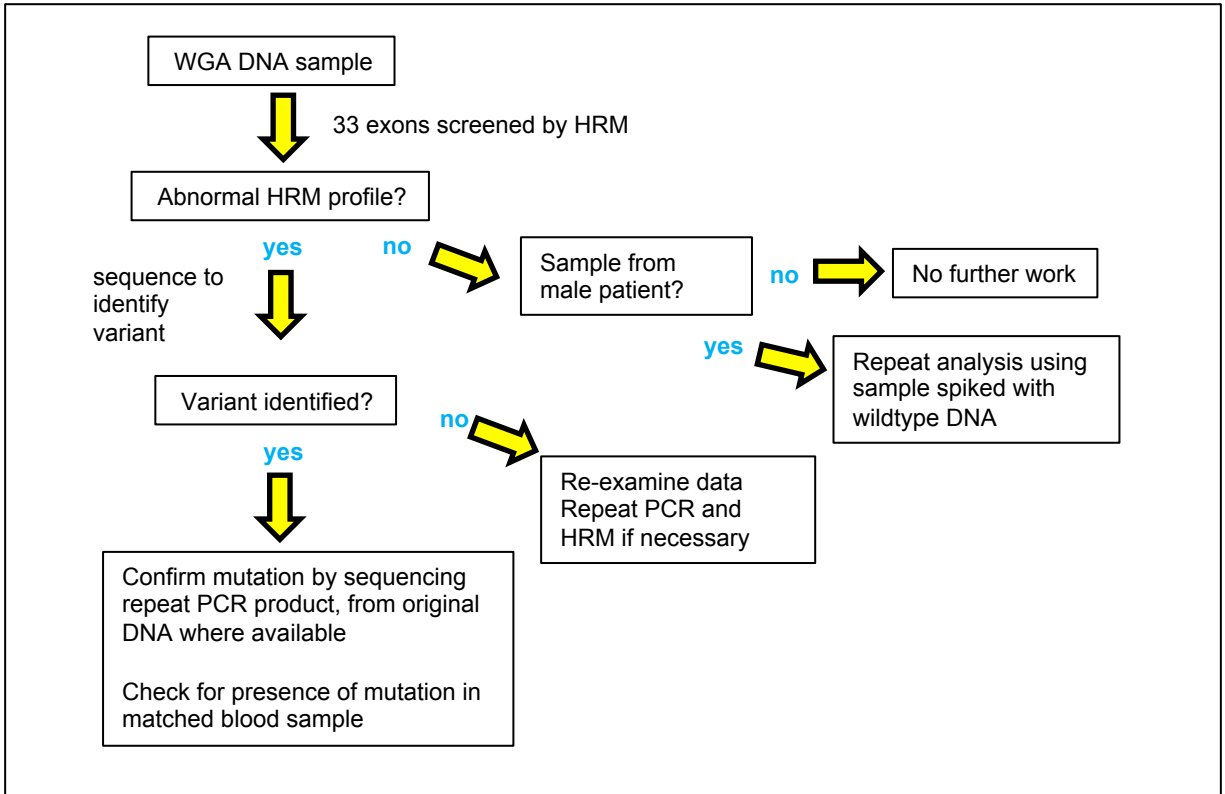 WGA DNA sample
33 exons screened by HRM
Abnormal HRM profile?
yes
no
sequence to
identify
variant
Sample from
male patient?
no
No further work
yes
Repeat analysis using
sample spiked with
wildtype DNA
Variant identified?
no
yes
Re-examine data
Repeat PCR and
HRM if necessary
Confirm mutation by sequencing
repeat PCR product, from original
DNA where available
Check for presence of mutation in
matched blood sample